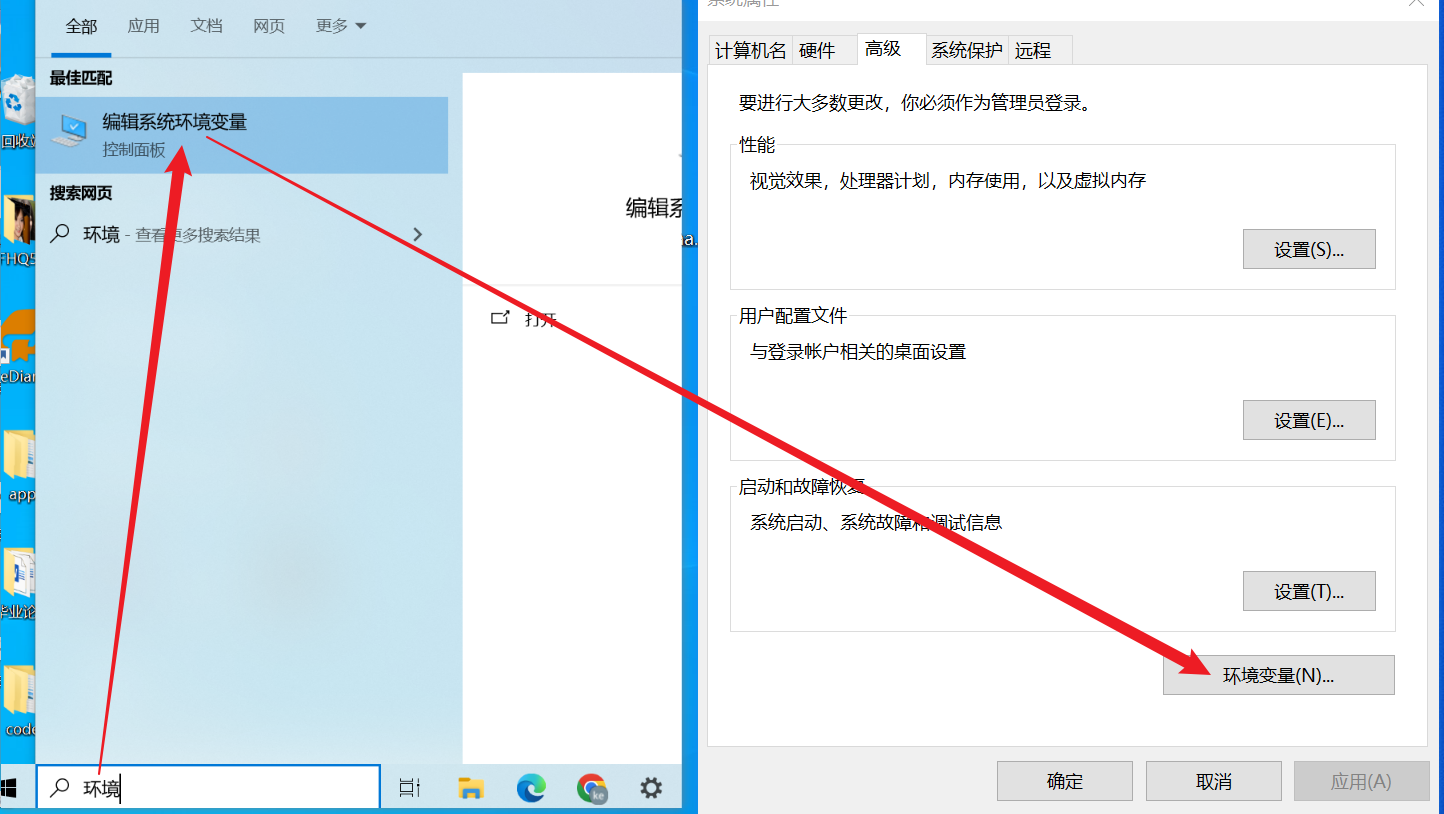 全部 应用 文档 网页 更多
最佳匹配
编辑系统环境变量
控制面板
搜索网页
环境 - 查看更多搜索结果
编辑系
打开
回收站
app
code
环境
ke
系统属性
计算机名 硬件 高级 系统保护 远程
要进行大多数更改，你必须作为管理员登录。
性能
视觉效果，处理器计划，内存使用，以及虚拟内存
设置(S)...
用户配置文件
与登录帐户相关的桌面设置
设置(E)...
启动和故障恢复
系统启动、系统故障和调试信息
设置(T)...
环境变量(N)...
确定 取消 应用(A)